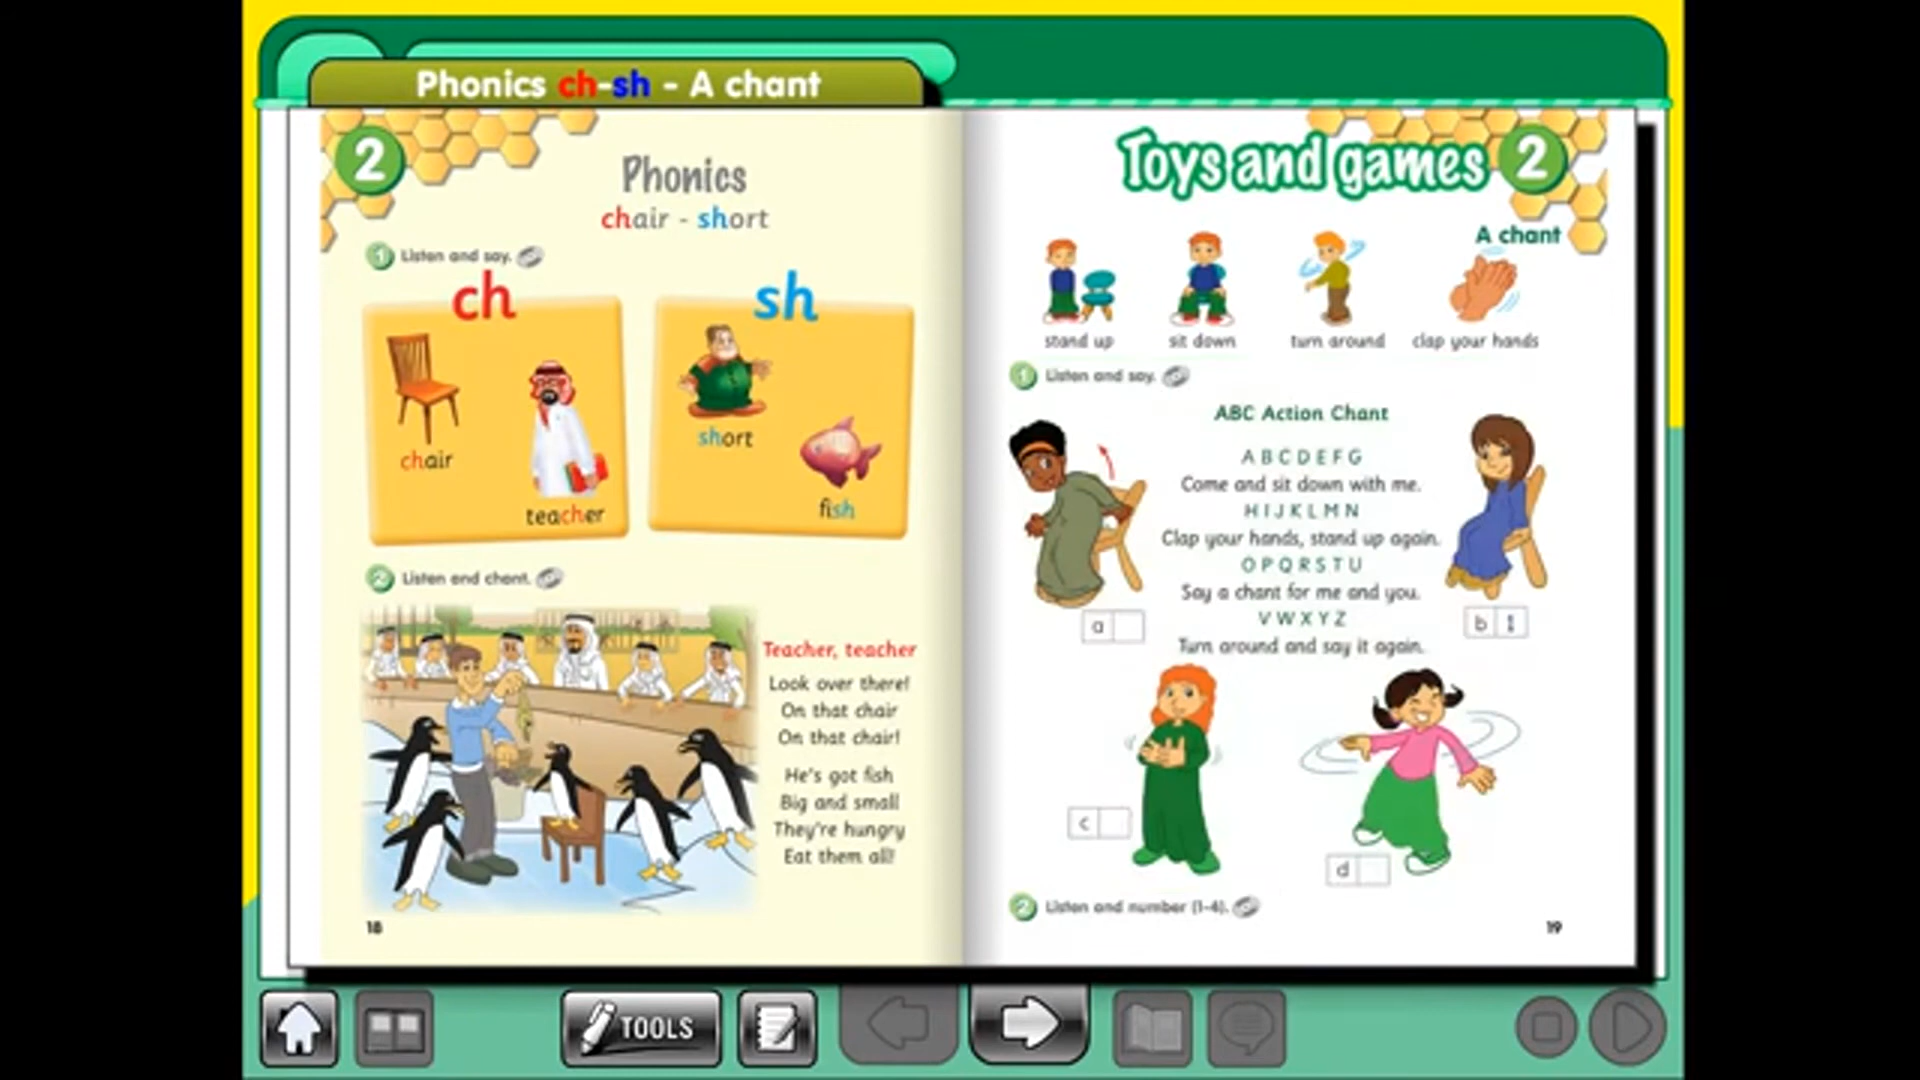 Phonics ch-sh - A chant
2
Phonics
chair - short
1 Listen and say.
ch
sh
chair
teacher
short
fish
2 Listen and chant.
Teacher, teacher
Look over there!
On that chair
On that chair!
He's got fish
Big and small
They're hungry
Eat them all!
18
Toys and games 2
A chant
stand up
sit down
turn around
clap your hands
1 Listen and say.
ABC Action Chant
A B C D E F G
Come and sit down with me.
H I J K L M N
Clap your hands, stand up again.
O P Q R S T U
Say a chant for me and you.
V W X Y Z
Turn around and say it again.
a
b 1
c
d
2 Listen and number (1-4).
19
TOOLS